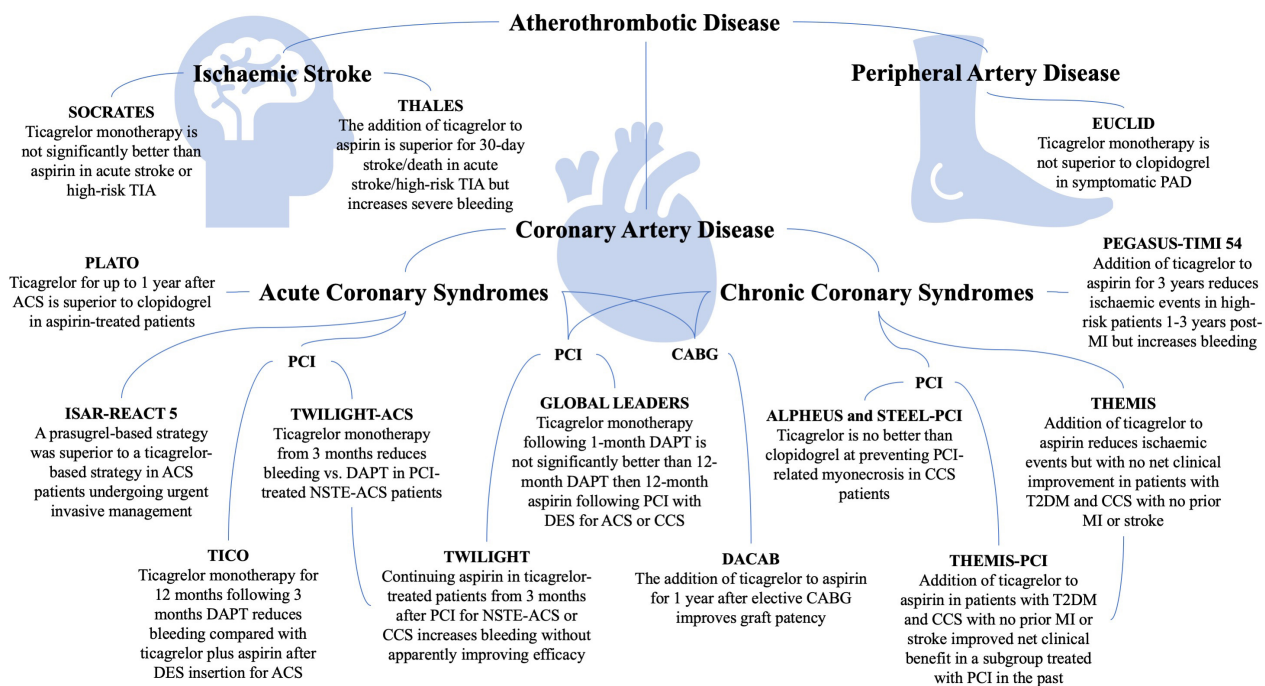 Atherothrombotic Disease
Ischaemic Stroke
Peripheral Artery Disease
SOCRATES
Ticagrelor monotherapy is
not significantly better than
aspirin in acute stroke or
high-risk TIA
THALES
The addition of ticagrelor to
aspirin is superior for 30-day
stroke/death in acute
stroke/high-risk TIA but
increases severe bleeding
EUCLID
Ticagrelor monotherapy is
not superior to clopidogrel
in symptomatic PAD
Coronary Artery Disease
PLATO
Ticagrelor for up to 1 year after
ACS is superior to clopidogrel
in aspirin-treated patients
Acute Coronary Syndromes
Chronic Coronary Syndromes
PEGASUS-TIMI 54
Addition of ticagrelor to
aspirin for 3 years reduces
ischaemic events in high-
risk patients 1-3 years post-
MI but increases bleeding
PCI
PCI
CABG
PCI
ISAR-REACT 5
A prasugrel-based strategy
was superior to a ticagrelor-
based strategy in ACS
patients undergoing urgent
invasive management
TWILIGHT-ACS
Ticagrelor monotherapy
from 3 months reduces
bleeding vs. DAPT in PCI-
treated NSTE-ACS patients
GLOBAL LEADERS
Ticagrelor monotherapy
following 1-month DAPT is
not significantly better than 12-
month DAPT then 12-month
aspirin following PCI with
DES for ACS or CCS
ALPHEUS and STEEL-PCI
Ticagrelor is no better than
clopidogrel at preventing PCI-
related myonecrosis in CCS
patients
THEMIS
Addition of ticagrelor to
aspirin reduces ischaemic
events but with no net clinical
improvement in patients with
T2DM and CCS with no prior
MI or stroke
TICO
Ticagrelor monotherapy for
12 months following 3
months DAPT reduces
bleeding compared with
ticagrelor plus aspirin after
DES insertion for ACS
TWILIGHT
Continuing aspirin in ticagrelor-
treated patients from 3 months
after PCI for NSTE-ACS or
CCS increases bleeding without
apparently improving efficacy
DACAB
The addition of ticagrelor to aspirin
for 1 year after elective CABG
improves graft patency
THEMIS-PCI
Addition of ticagrelor to
aspirin in patients with T2DM
and CCS with no prior MI or
stroke improved net clinical
benefit in a subgroup treated
with PCI in the past